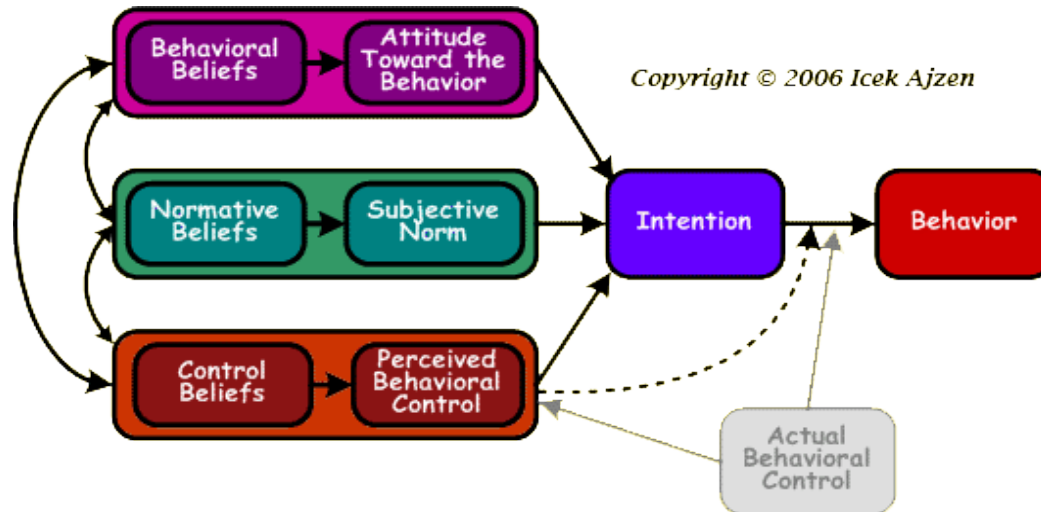 Behavioral
Beliefs
Attitude
Toward the
Behavior
Copyright © 2006 Icek Ajzen
Normative
Beliefs
Subjective
Norm
Intention
Behavior
Control
Beliefs
Perceived
Behavioral
Control
Actual
Behavioral
Control